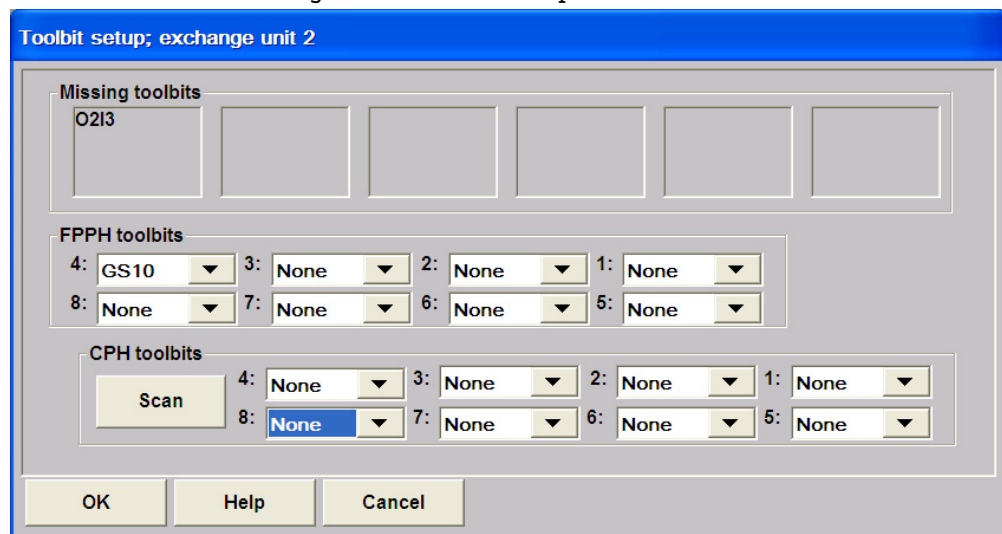 Toolbit setup; exchange unit 2
Missing toolbits
O2I3
FPPH toolbits
4: GS10 3: None 2: None 1: None
8: None 7: None 6: None 5: None
CPH toolbits
Scan
4: None 3: None 2: None 1: None
8: None 7: None 6: None 5: None
OK Help Cancel